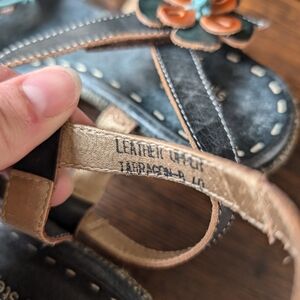 LEATHER UPPER
TARRAGON-B 40